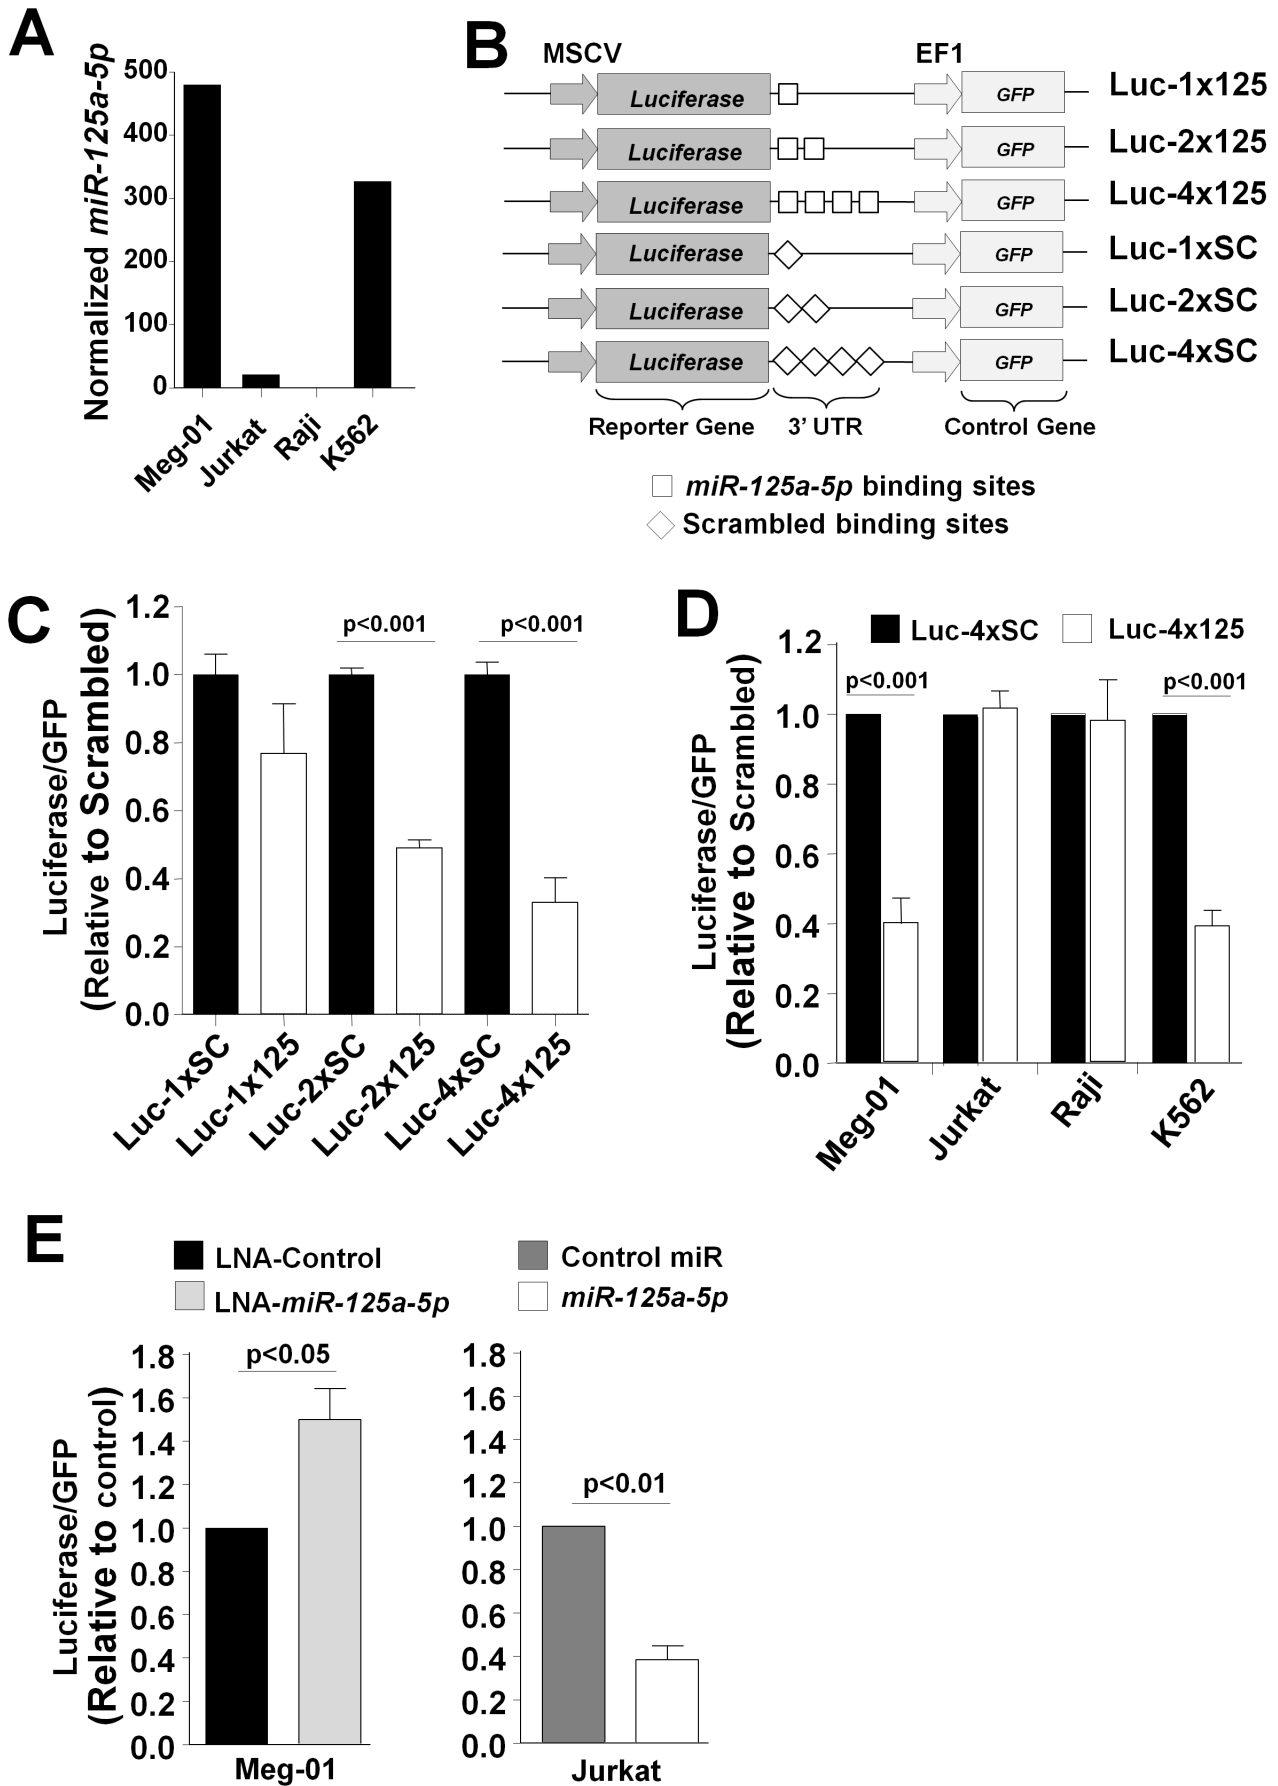 A
Normalized miR-125a-5p
500
400
300
200
100
0
Meg-01
Jurkat
Raji
K562
B
MSCV
EF1
Luciferase
GFP
Luc-1x125
Luciferase
GFP
Luc-2x125
Luciferase
GFP
Luc-4x125
Luciferase
GFP
Luc-1xSC
Luciferase
GFP
Luc-2xSC
Luciferase
GFP
Luc-4xSC
Reporter Gene
3’ UTR
Control Gene
miR-125a-5p binding sites
Scrambled binding sites
C
Luciferase/GFP
(Relative to Scrambled)
1.2
1.0
0.8
0.6
0.4
0.2
0.0
p<0.001
p<0.001
Luc-1xSC
Luc-1x125
Luc-2xSC
Luc-2x125
Luc-4xSC
Luc-4x125
D
Luc-4xSC
Luc-4x125
Luciferase/GFP
(Relative to Scrambled)
1.2
1.0
0.8
0.6
0.4
0.2
0.0
p<0.001
p<0.001
Meg-01
Jurkat
Raji
K562
E
LNA-Control
LNA-miR-125a-5p
Control miR
miR-125a-5p
Luciferase/GFP
(Relative to control)
1.8
1.6
1.4
1.2
1.0
0.8
0.6
0.4
0.2
0.0
p<0.05
Meg-01
1.8
1.6
1.4
1.2
1.0
0.8
0.6
0.4
0.2
0.0
p<0.01
Jurkat